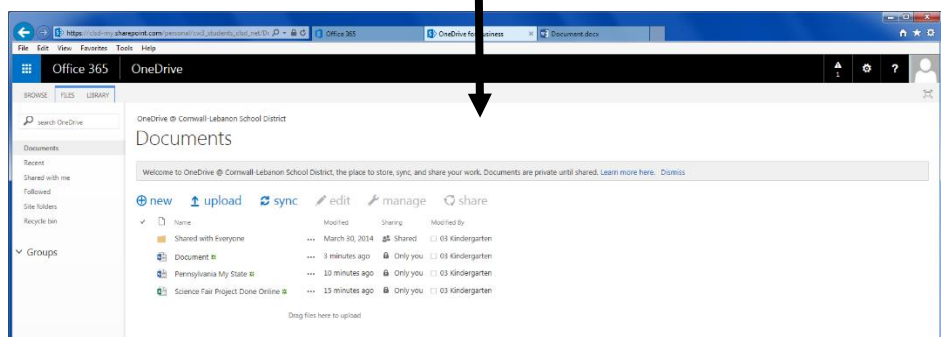 https://clsd-my.sharepoint.com/personal/cvcl_students_clsd_net/Dc
Office 365
OneDrive for Business
Document.docx
File Edit View Favorites Tools Help
Office 365 OneDrive
1
?
BROWSE FILES LIBRARY
search OneDrive
OneDrive @ Cornwall-Lebanon School District
Documents
Documents
Recent
Shared with me
Followed
Site folders
Recycle bin
Groups
Welcome to OneDrive @ Cornwall-Lebanon School District, the place to store, sync, and share your work. Documents are private until shared. Learn more here. Dismiss
new upload sync edit manage share
Name Modified Sharing Modified By
Shared with Everyone ... March 30, 2014 Shared 03 Kindergarten
Document ... 3 minutes ago Only you 03 Kindergarten
Pennsylvania My State ... 10 minutes ago Only you 03 Kindergarten
Science Fair Project Done Online ... 15 minutes ago Only you 03 Kindergarten
Drag files here to upload